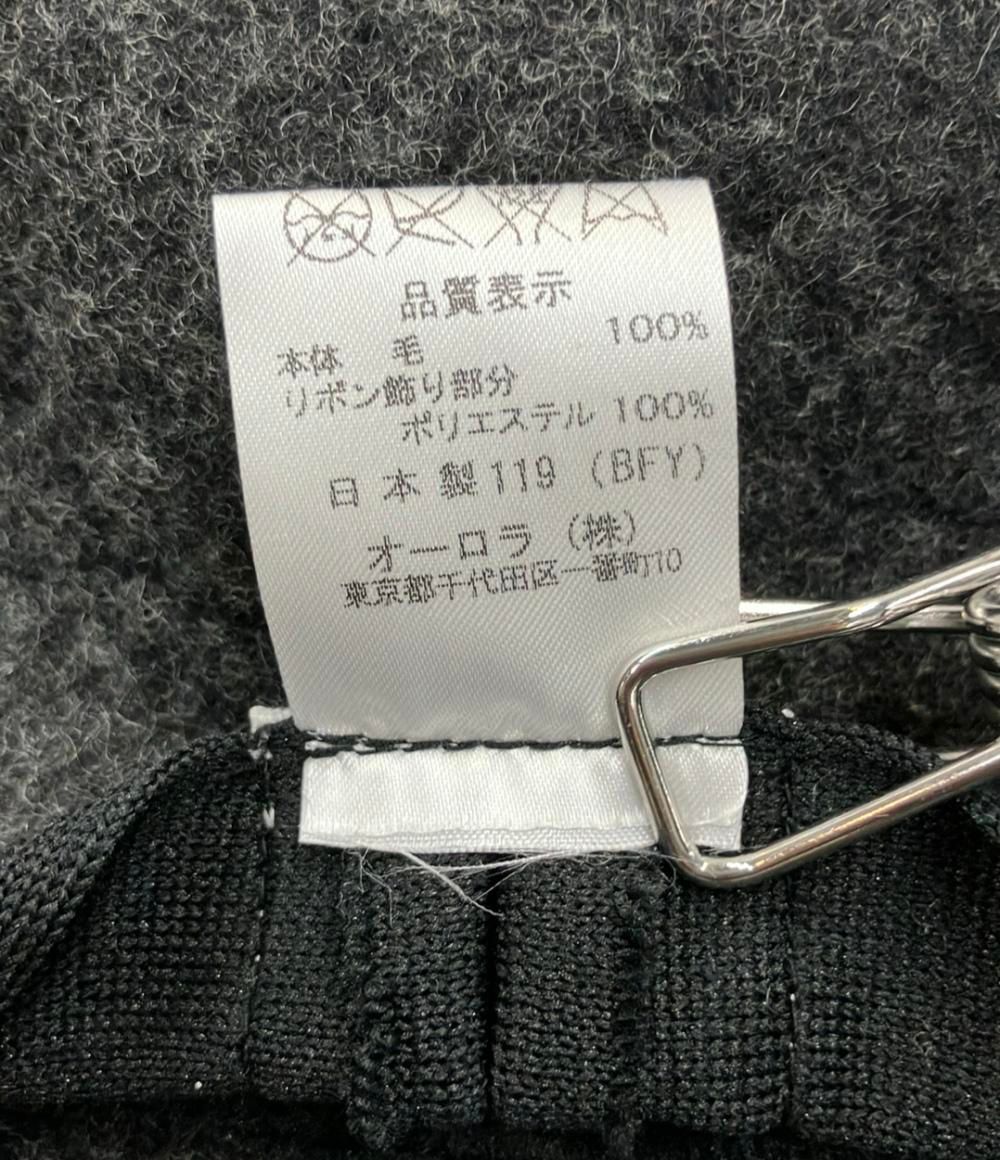 品質表示
本体 毛 100%
リボン飾り部分
ポリエステル 100%
日本製 119 (BFY)
オーロラ (株)
東京都千代田区一番町10